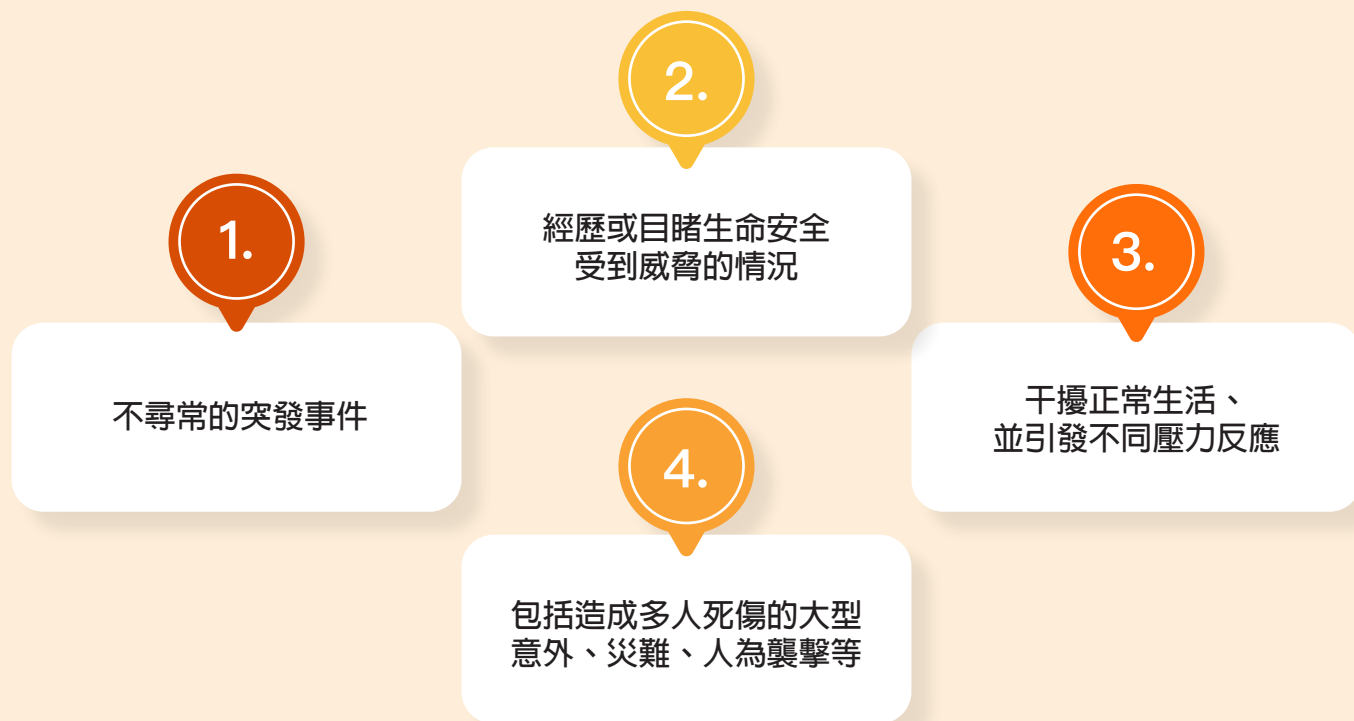 1.
不尋常的突發事件
2.
經歷或目睹生命安全
受到威脅的情況
3.
干擾正常生活、
並引發不同壓力反應
4.
包括造成多人死傷的大型
意外、災難、人為襲擊等